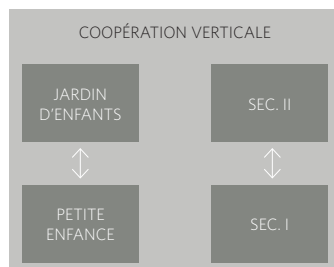 COOPÉRATION VERTICALE
JARDIN
D'ENFANTS
SEC. II
PETITE
ENFANCE
SEC. I